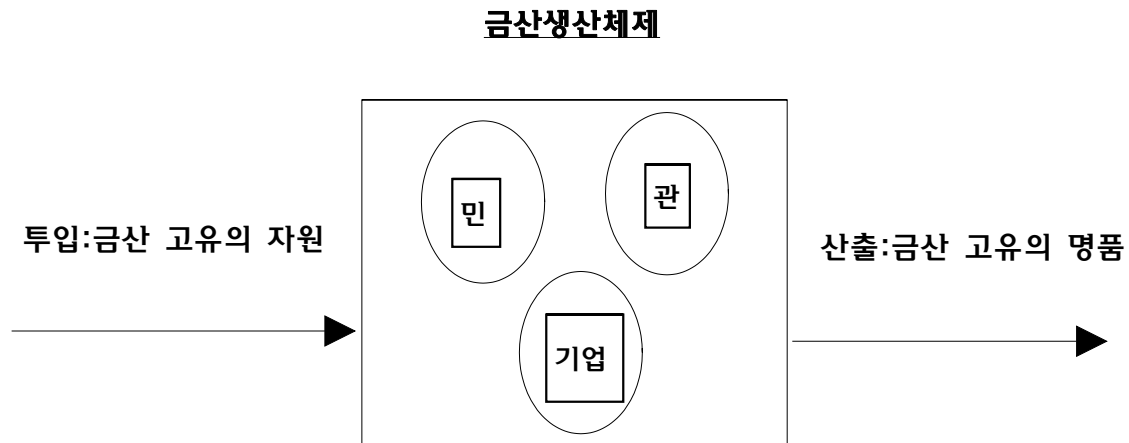 금산생산체제
민
관
투입:금산 고유의 자원
산출:금산 고유의 명품
기업